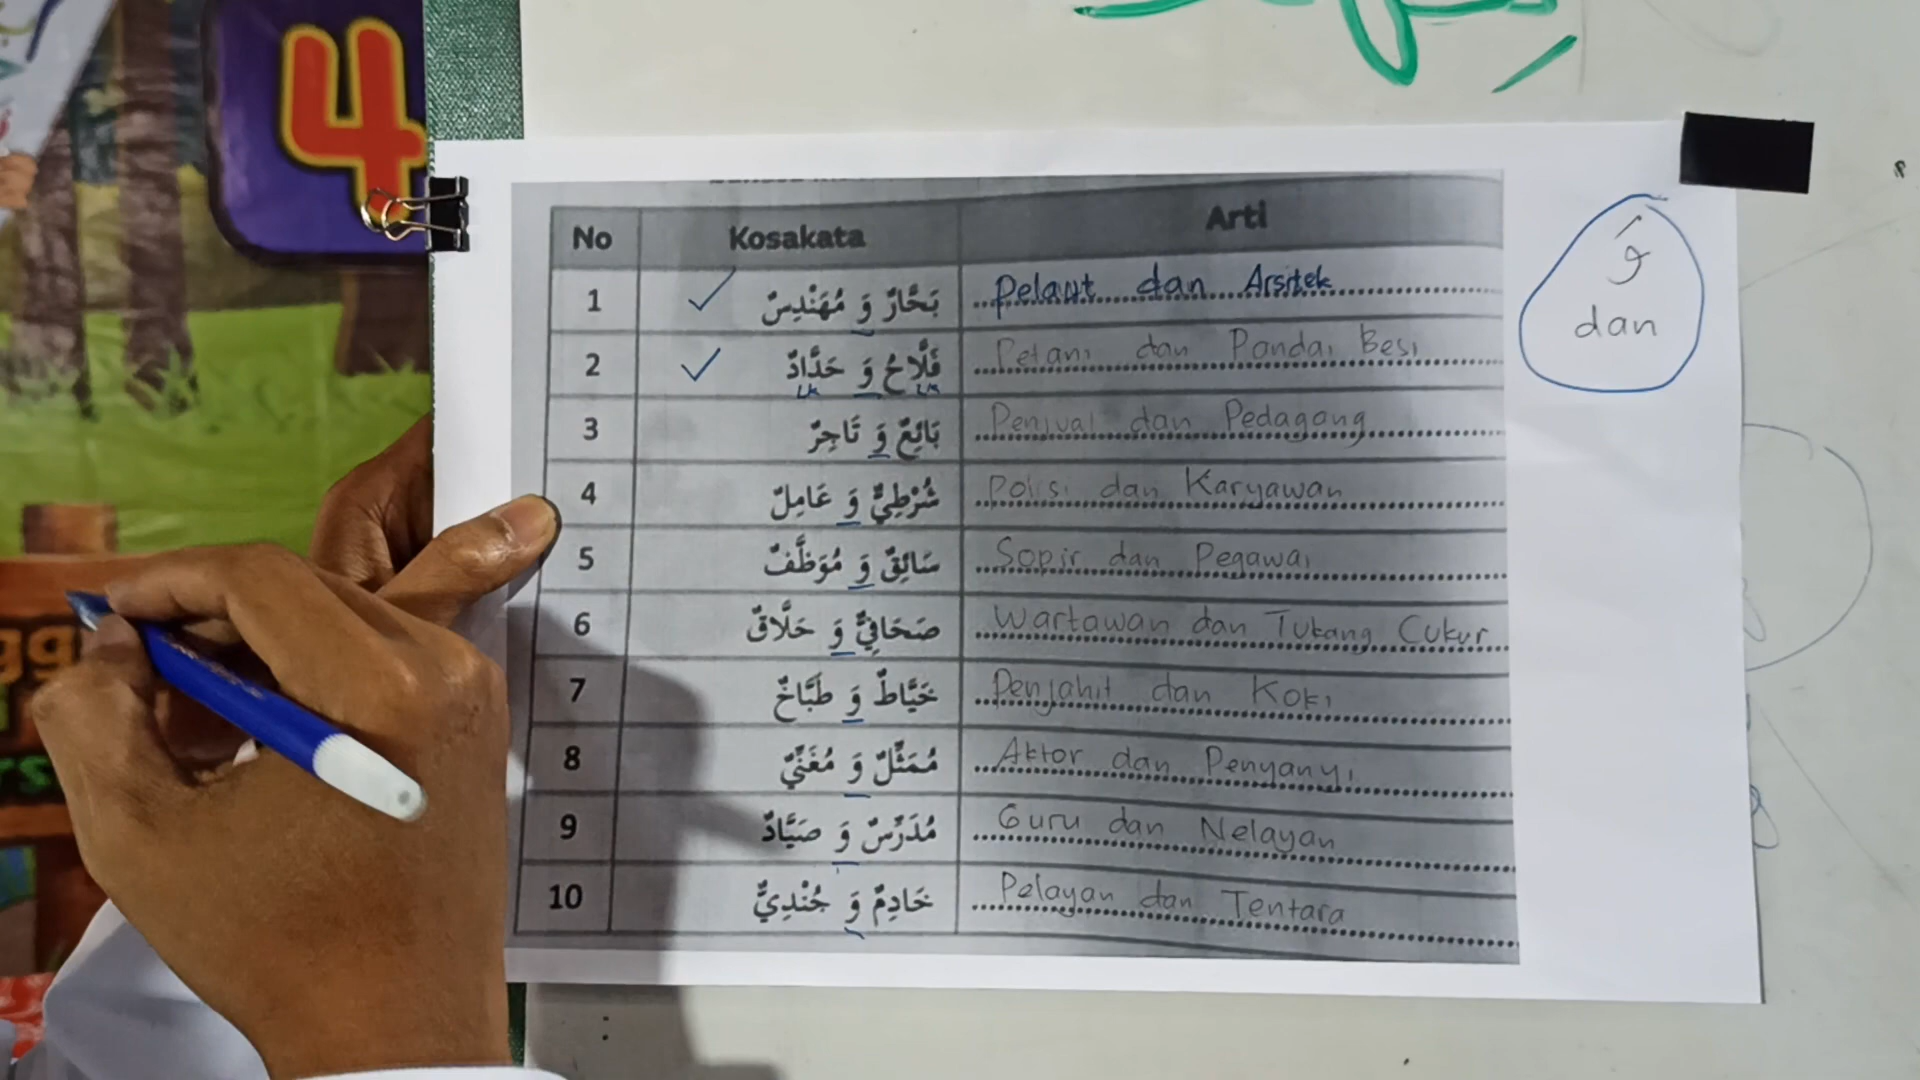 4
No Kosakata Arti
1 بَحَّارٌ وَ مُهَنْدِسٌ Pelaut dan Arsitek
2 فَلَّاحٌ وَ حَدَّادٌ Petani dan Pandai Besi
3 بَائِعٌ وَ تَاجِرٌ Penjual dan Pedagang
4 شُرْطِيٌّ وَ عَامِلٌ Polisi dan Karyawan
5 سَائِقٌ وَ مُوَظَّفٌ Sopir dan Pegawai
6 صَحَافِيٌّ وَ حَلَّاقٌ Wartawan dan Tukang Cukur
7 خَيَّاطٌ وَ طَبَّاخٌ Penjahit dan Koki
8 مُمَثِّلٌ وَ مُغَنِّيٌ Aktor dan Penyanyi
9 مُدَرِّسٌ وَ صَيَّادٌ Guru dan Nelayan
10 خَادِمٌ وَ جُنْدِيٌّ Pelayan dan Tentara
وَ
dan